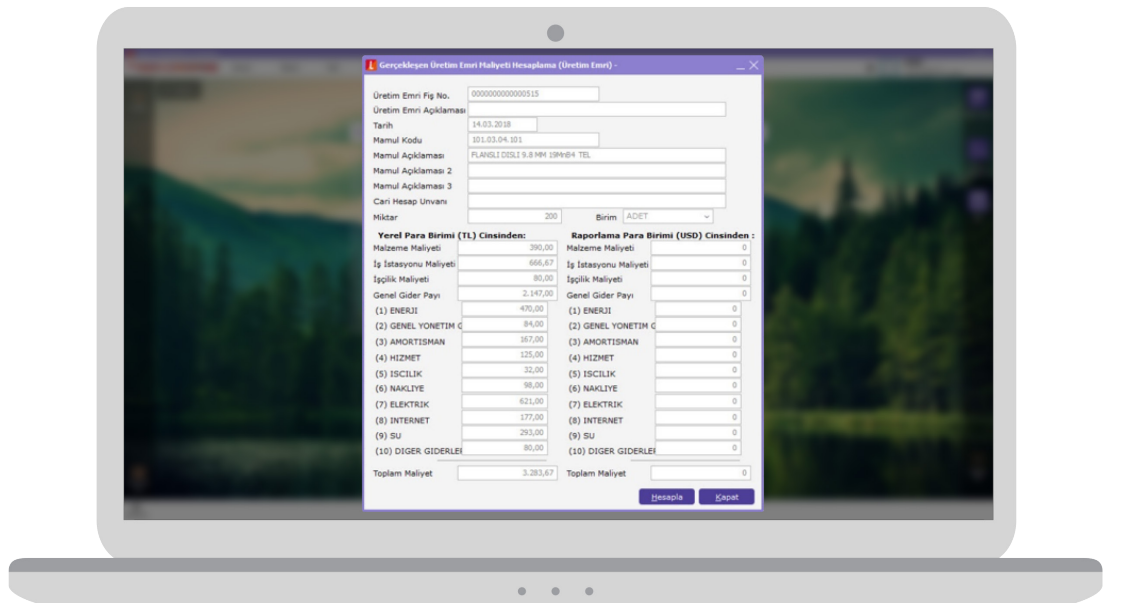 Gerçekleşen Üretim Emri Maliyeti Hesaplama (Üretim Emri) -
Üretim Emri Fiş No. 0000000000000515
Üretim Emri Açıklaması
Tarih 14.03.2018
Mamul Kodu 101.03.04.101
Mamul Açıklaması FLANSLI DISLI 9.8 MM 19MnB4 TEL
Mamul Açıklaması 2
Mamul Açıklaması 3
Cari Hesap Unvanı
Miktar 200 Birim ADET
Yerel Para Birimi (TL) Cinsinden: Raporlama Para Birimi (USD) Cinsinden :
Malzeme Maliyeti 390,00 Malzeme Maliyeti 0
İş İstasyonu Maliyeti 666,67 İş İstasyonu Maliyeti 0
İşçilik Maliyeti 80,00 İşçilik Maliyeti 0
Genel Gider Payı 2.147,00 Genel Gider Payı 0
(1) ENERJI 470,00 (1) ENERJI 0
(2) GENEL YONETIM G 84,00 (2) GENEL YONETIM G 0
(3) AMORTISMAN 167,00 (3) AMORTISMAN 0
(4) HIZMET 125,00 (4) HIZMET 0
(5) ISCILIK 32,00 (5) ISCILIK 0
(6) NAKLIYE 98,00 (6) NAKLIYE 0
(7) ELEKTRIK 621,00 (7) ELEKTRIK 0
(8) INTERNET 177,00 (8) INTERNET 0
(9) SU 293,00 (9) SU 0
(10) DIGER GIDERLER 80,00 (10) DIGER GIDERLER 0
Toplam Maliyet 3.283,67 Toplam Maliyet 0
Hesapla Kapat